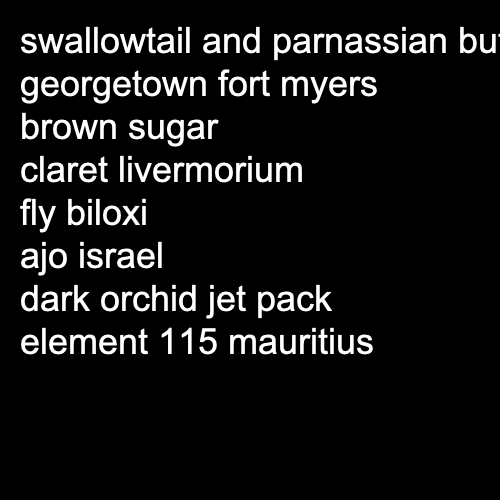 swallowtail and parnassian
georgetown fort myers
brown sugar
claret livermorium
fly biloxi
ajo israel
dark orchid jet pack
element 115 mauritius